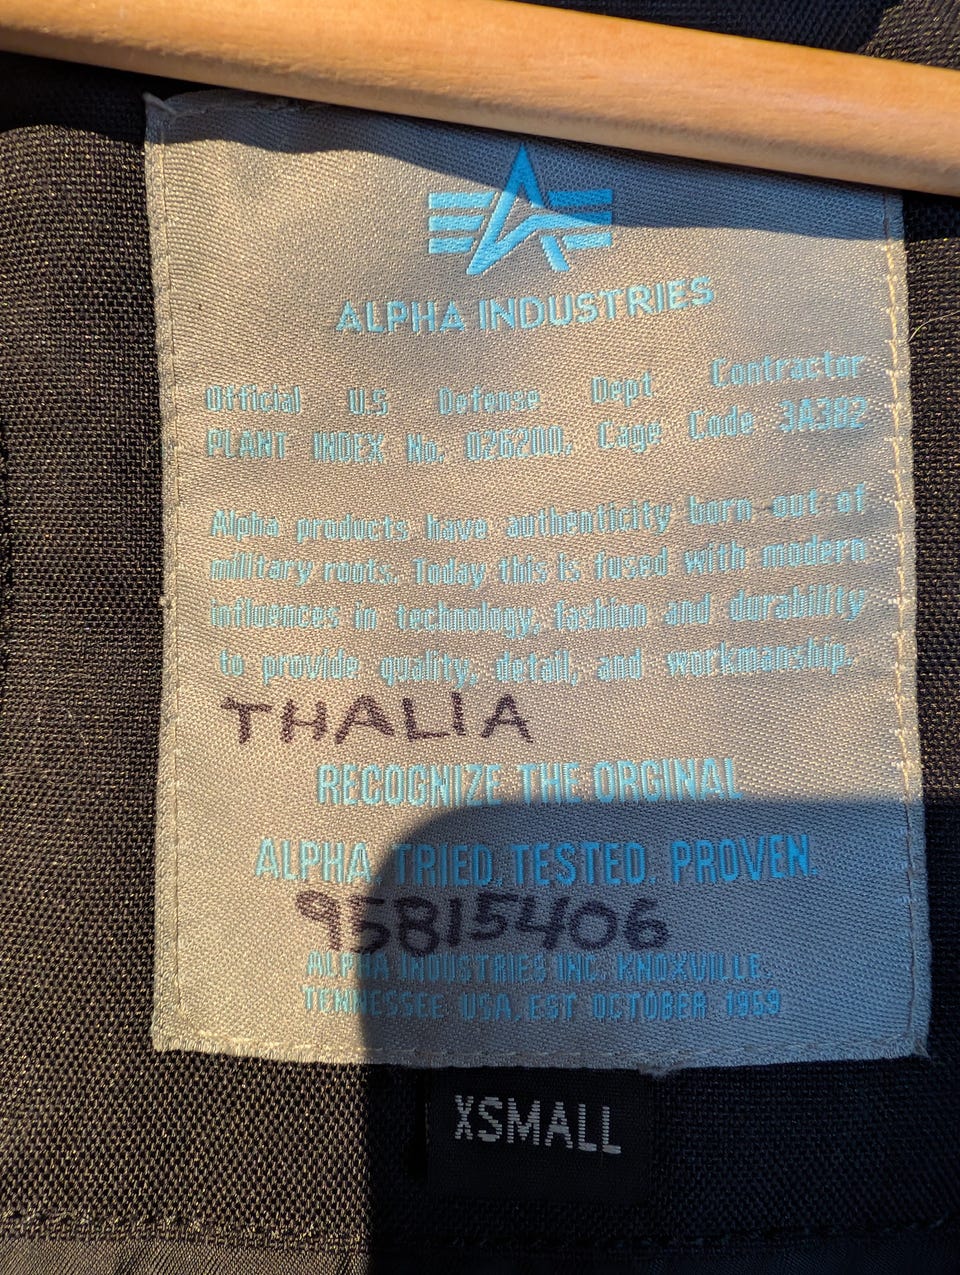 ALPHA INDUSTRIES
Official U.S Defense Dept Contractor
PLANT INDEX No. 026200. Cage Code 3A382
Alpha products have authenticity born out of
military roots. Today this is fused with modern
influences in technology, fashion and durability
to provide quality, detail, and workmanship.
THALIA
RECOGNIZE THE ORGINAL
ALPHA. TRIED. TESTED. PROVEN.
95815406
ALPHA INDUSTRIES INC. KNOXVILLE,
TENNESSEE USA, EST OCTOBER 1959
XSMALL